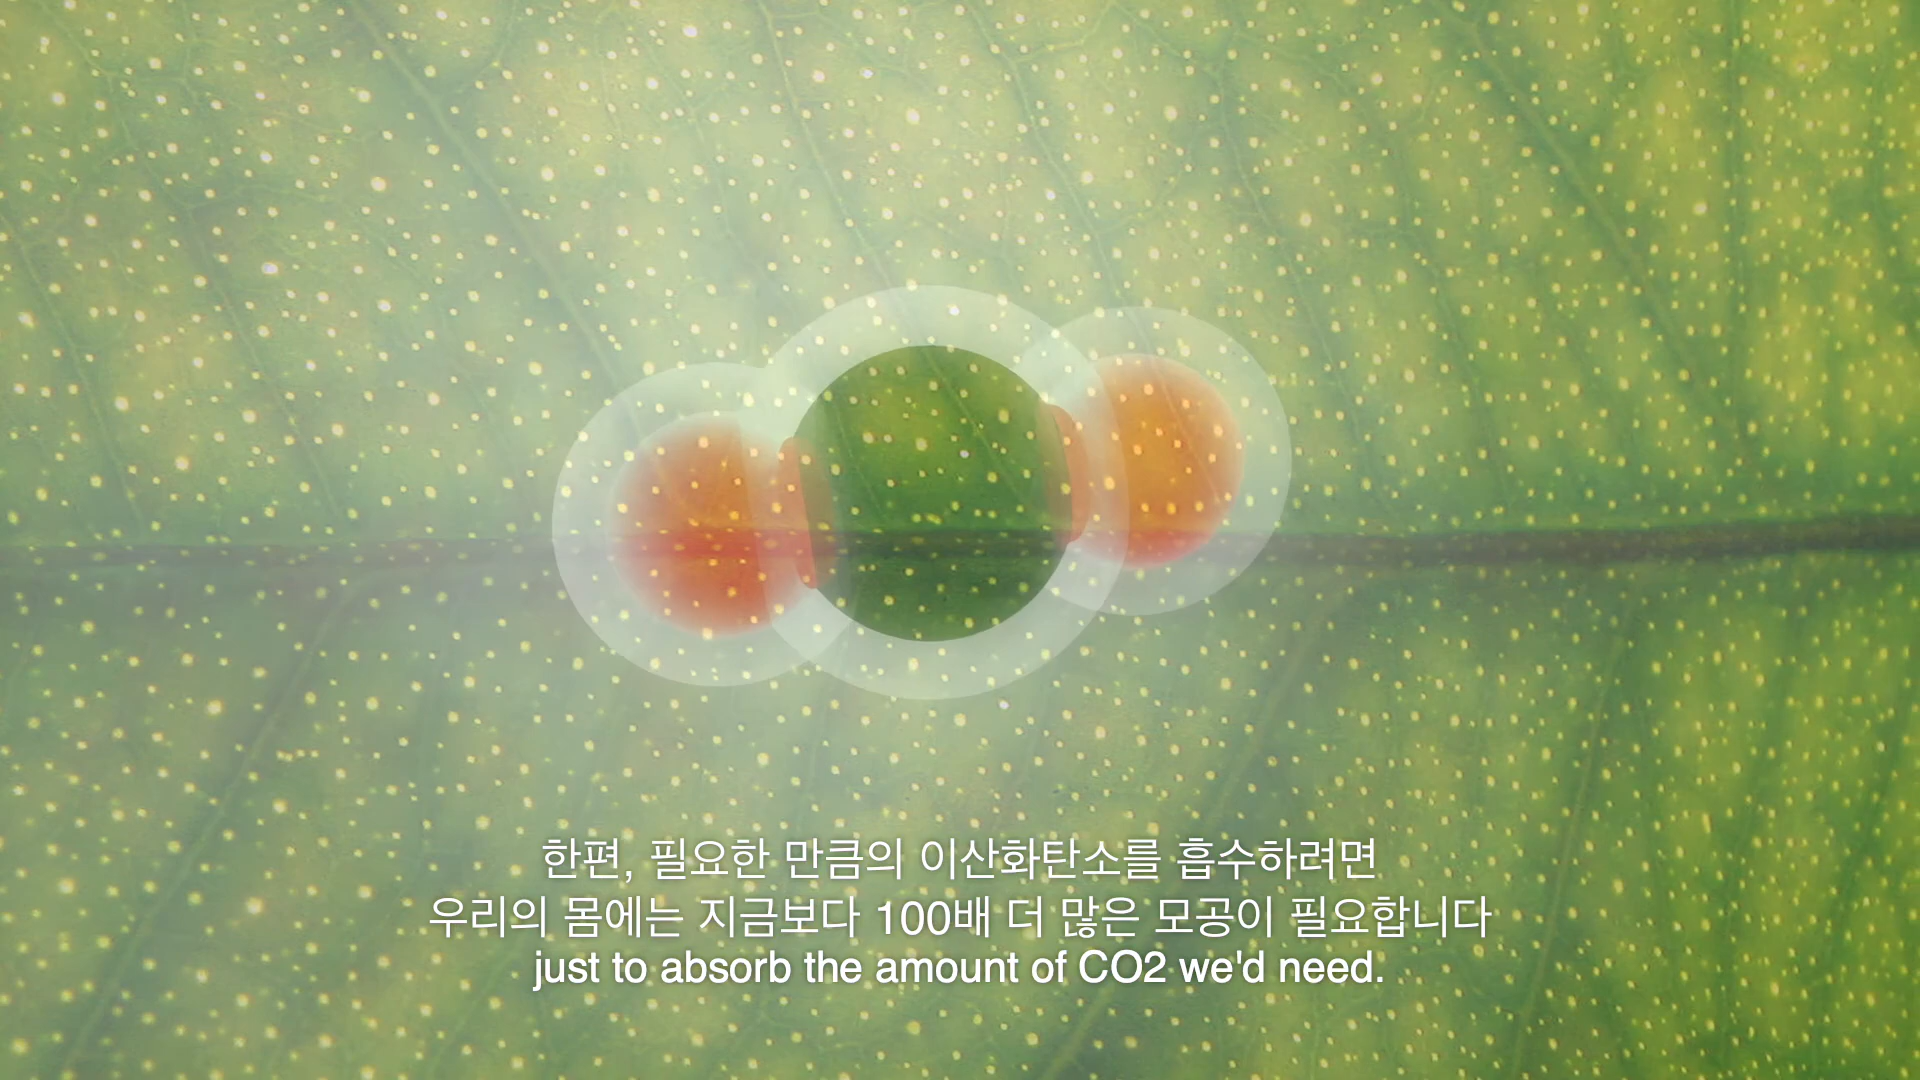 한편, 필요한 만큼의 이산화탄소를 흡수하려면
우리의 몸에는 지금보다 100배 더 많은 모공이 필요합니다
just to absorb the amount of CO2 we'd need.